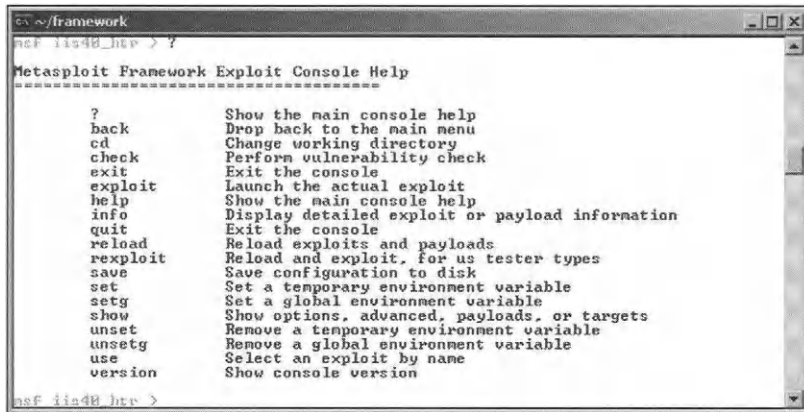 ~/framework
msf iis40_htr > ?
Metasploit Framework Exploit Console Help
=========================================
? Show the main console help
back Drop back to the main menu
cd Change working directory
check Perform vulnerability check
exit Exit the console
exploit Launch the actual exploit
help Show the main console help
info Display detailed exploit or payload information
quit Exit the console
reload Reload exploits and payloads
rexploit Reload and exploit, for us tester types
save Save configuration to disk
set Set a temporary environment variable
setg Set a global environment variable
show Show options, advanced, payloads, or targets
unset Remove a temporary environment variable
unsetg Remove a global environment variable
use Select an exploit by name
version Show console version
msf iis40_htr >